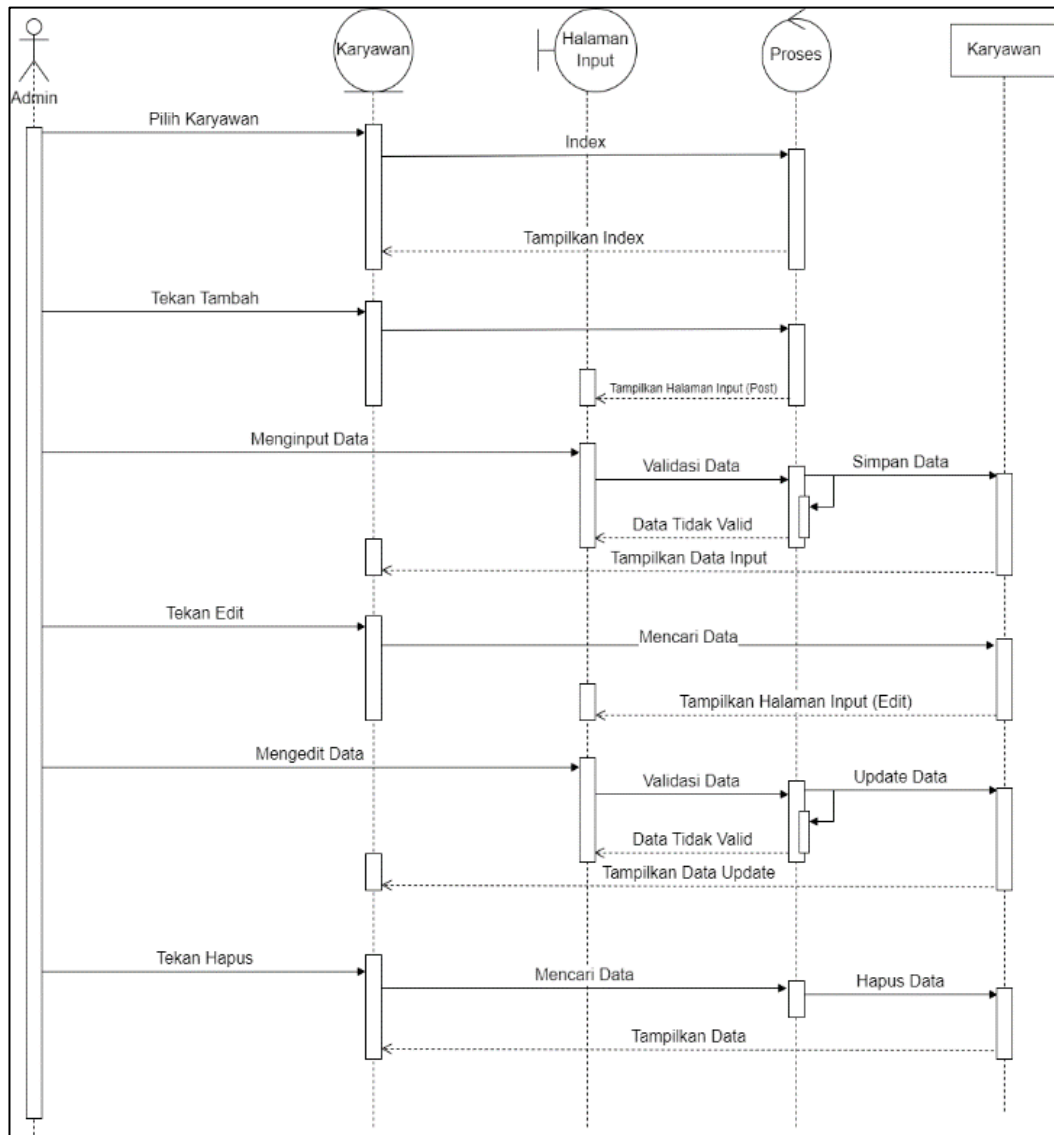 Admin
Karyawan
Halaman
Input
Proses
Karyawan
Pilih Karyawan
Index
Tampilkan Index
Tekan Tambah
Tampilkan Halaman Input (Post)
Menginput Data
Validasi Data
Simpan Data
Data Tidak Valid
Tampilkan Data Input
Tekan Edit
Mencari Data
Tampilkan Halaman Input (Edit)
Mengedit Data
Validasi Data
Update Data
Data Tidak Valid
Tampilkan Data Update
Tekan Hapus
Mencari Data
Hapus Data
Tampilkan Data